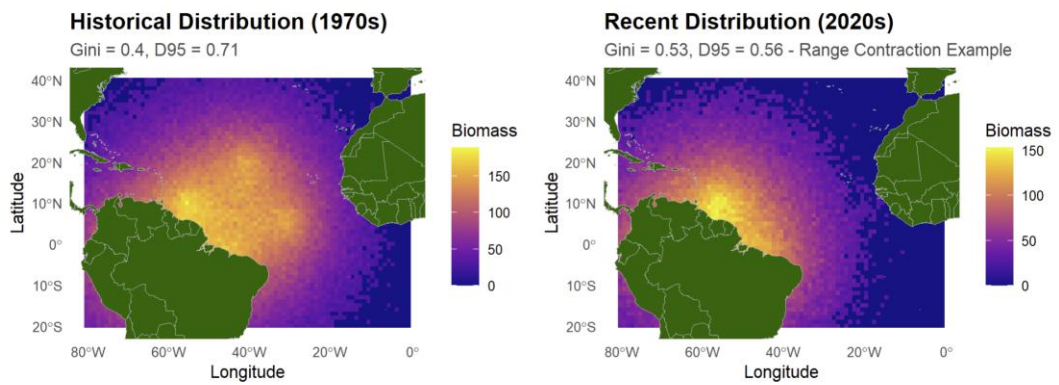 Historical Distribution (1970s)
Gini = 0.4, D95 = 0.71
40°N
30°N
20°N
10°N
0°
10°S
20°S
Latitude
80°W
60°W
40°W
20°W
0°
Longitude
Biomass
150
100
50
0
Recent Distribution (2020s)
Gini = 0.53, D95 = 0.56 - Range Contraction Example
40°N
30°N
20°N
10°N
0°
10°S
20°S
Latitude
80°W
60°W
40°W
20°W
0°
Longitude
Biomass
150
100
50
0